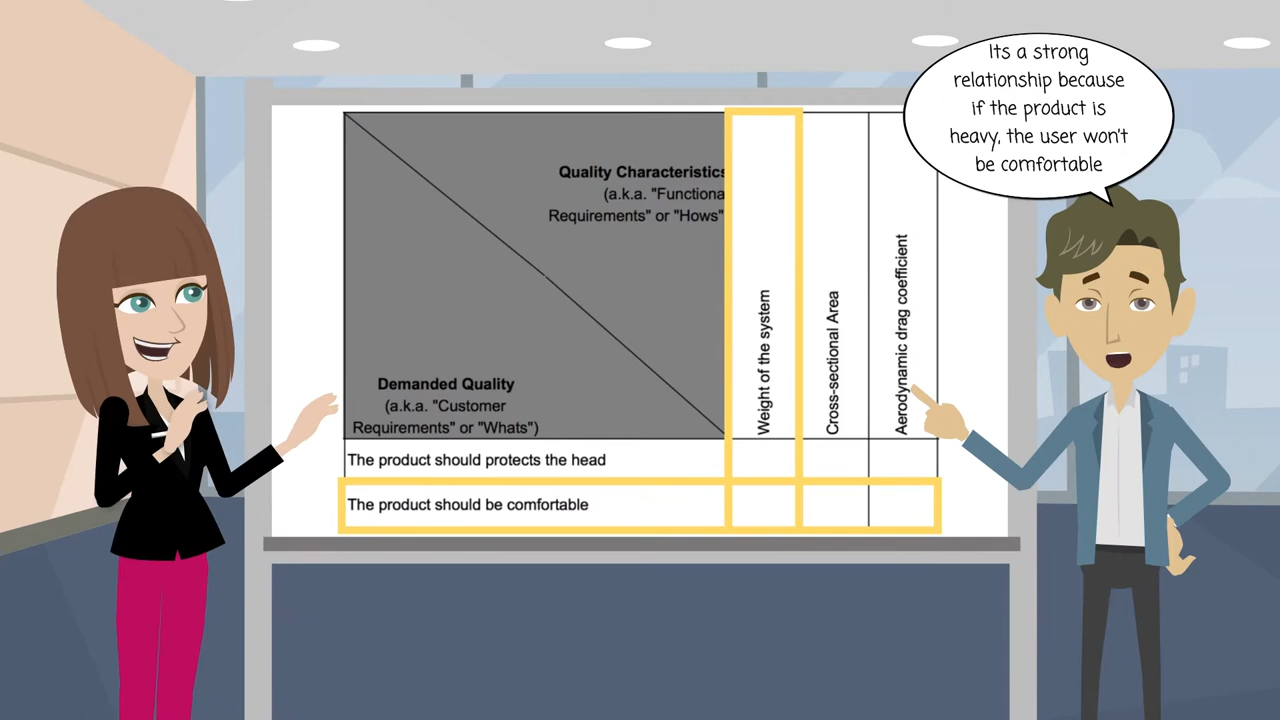 Its a strong
relationship because
if the product is
heavy, the user won't
be comfortable
Quality Characteristics
(a.k.a. "Functiona
Requirements" or "Hows"
Weight of the system
Cross-sectional Area
Aerodynamic drag coefficient
Demanded Quality
(a.k.a. "Customer
Requirements" or "Whats")
The product should protects the head
The product should be comfortable